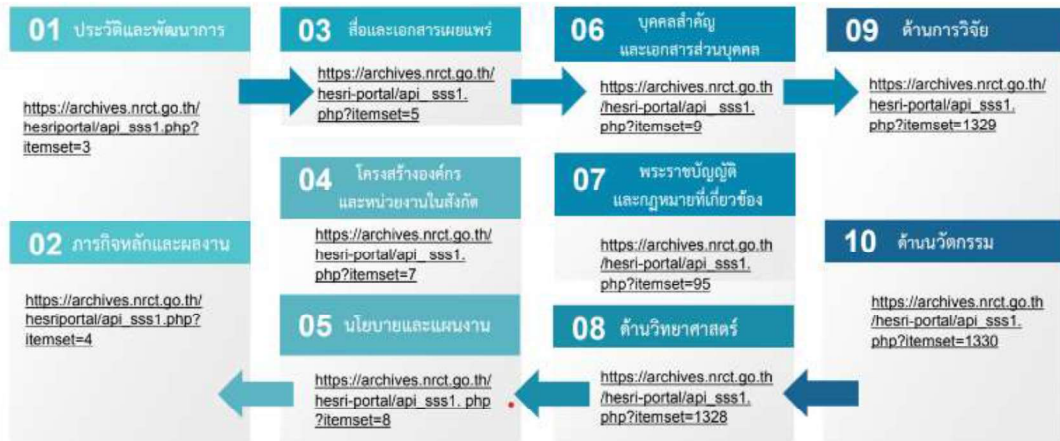 01 ประวัติและพัฒนาการ
https://archives.nrct.go.th/
hesriportal/api_sss1.php?
itemset=3
02 ภารกิจหลักและผลงาน
https://archives.nrct.go.th/
hesriportal/api_sss1.php?
itemset=4
03 สื่อและเอกสารเผยแพร่
https://archives.nrct.go.th/
hesri-portal/api_sss1.
php?itemset=5
04 โครงสร้างองค์กร
และหน่วยงานในสังกัด
https://archives.nrct.go.th/
hesri-portal/api_sss1.
php?itemset=7
05 นโยบายและแผนงาน
https://archives.nrct.go.th/
hesri-portal/api_sss1. php
?itemset=8
06 บุคคลสำคัญ
และเอกสารส่วนบุคคล
https://archives.nrct.go.th
/hesri-portal/api_sss1.
php?itemset=9
07 พระราชบัญญัติ
และกฎหมายที่เกี่ยวข้อง
https://archives.nrct.go.th
/hesri-portal/api_sss1.
php?itemset=95
08 ด้านวิทยาศาสตร์
https://archives.nrct.go.th
/hesri-portal/api_sss1.
php?itemset=1328
09 ด้านการวิจัย
https://archives.nrct.go.th/
hesri-portal/api_sss1.
php?itemset=1329
10 ด้านนวัตกรรม
https://archives.nrct.go.th
/hesri-portal/api_sss1.
php?itemset=1330